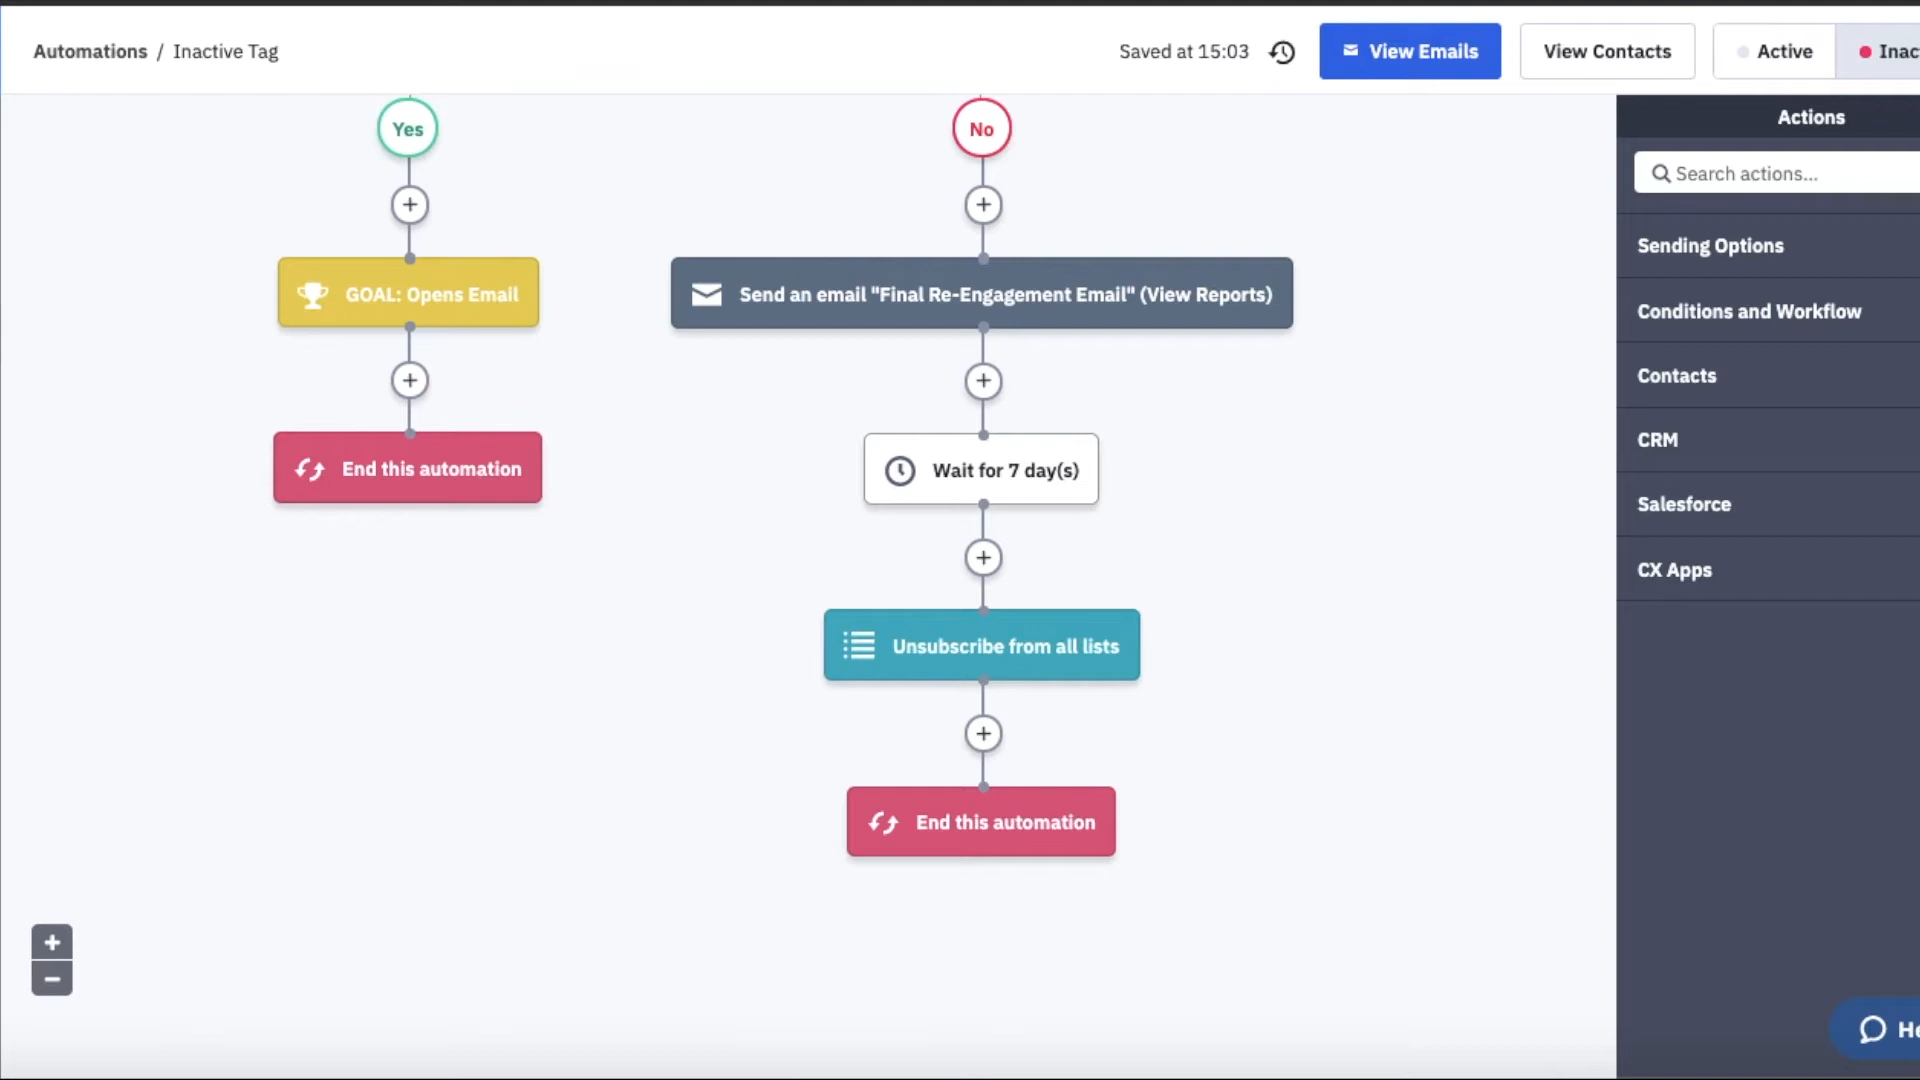 Automations / Inactive Tag
Saved at 15:03
View Emails
View Contacts
Active
Inac
Yes
No
GOAL: Opens Email
Send an email "Final Re-Engagement Email" (View Reports)
End this automation
Wait for 7 day(s)
Unsubscribe from all lists
End this automation
Actions
Search actions...
Sending Options
Conditions and Workflow
Contacts
CRM
Salesforce
CX Apps
He